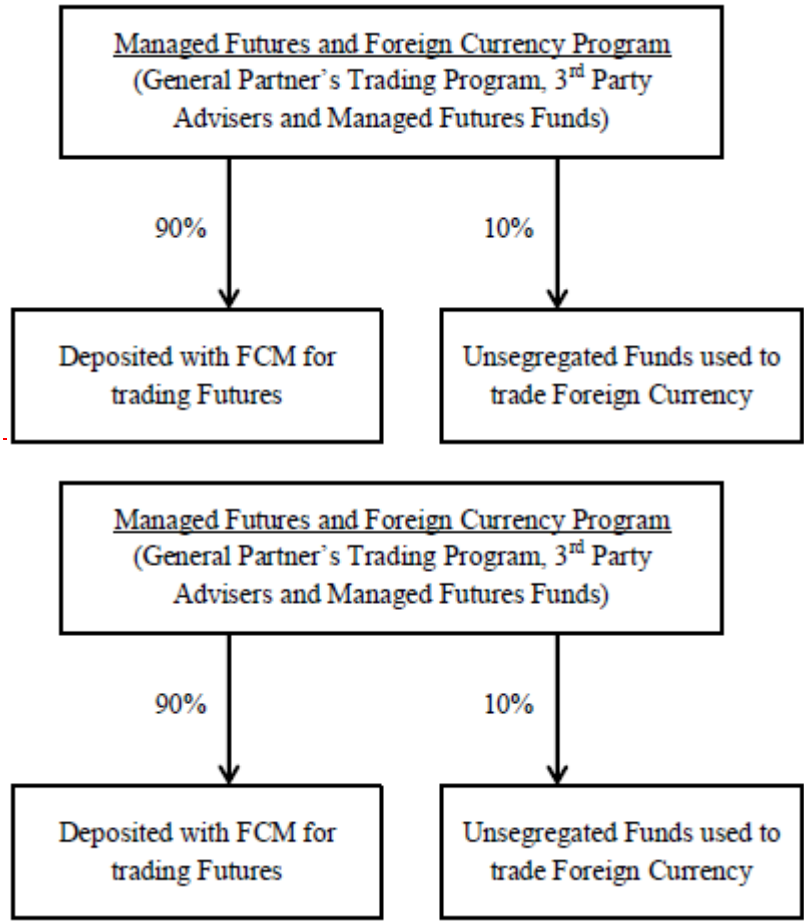 Managed Futures and Foreign Currency Program
(General Partner's Trading Program, 3rd Party
Advisers and Managed Futures Funds)
90%
10%
Deposited with FCM for
trading Futures
Unsegregated Funds used to
trade Foreign Currency
Managed Futures and Foreign Currency Program
(General Partner's Trading Program, 3rd Party
Advisers and Managed Futures Funds)
90%
10%
Deposited with FCM for
trading Futures
Unsegregated Funds used to
trade Foreign Currency